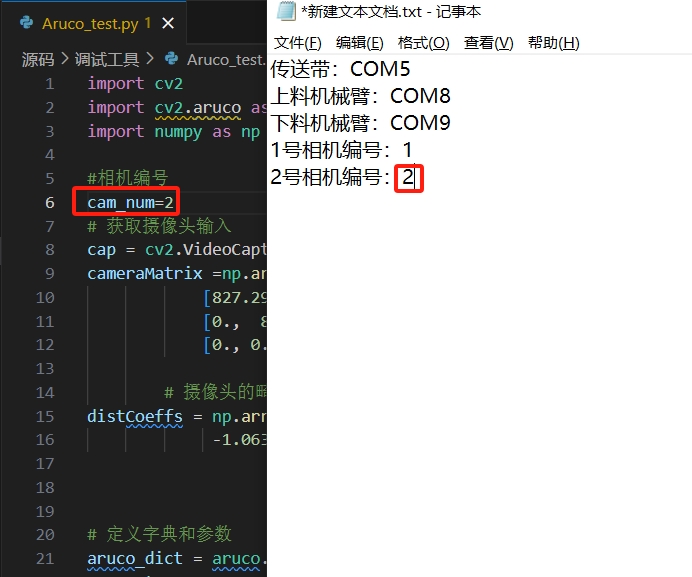 Aruco_test.py 1
源码 > 调试工具 > Aruco_test.
1 import cv2
2 import cv2.aruco as
3 import numpy as np
4
5 #相机编号
6 cam_num=2
7 # 获取摄像头输入
8 cap = cv2.VideoCapt
9 cameraMatrix =np.ar
10 [827.29
11 [0., 8
12 [0., 0.
13
14 # 摄像头的畸
15 distCoeffs = np.arr
16 -1.063
17
18
19
20 # 定义字典和参数
21 aruco_dict = aruco.
*新建文本文档.txt - 记事本
文件(F) 编辑(E) 格式(O) 查看(V) 帮助(H)
传送带：COM5
上料机械臂：COM8
下料机械臂：COM9
1号相机编号：1
2号相机编号：2